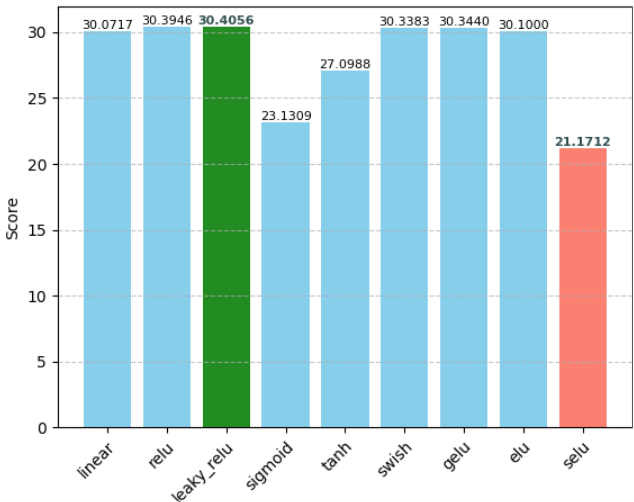 30.0717 30.3946 30.4056 23.1309 27.0988 30.3383 30.3440 30.1000 21.1712
30
25
20
15
10
5
0
Score
linear relu leaky_relu sigmoid tanh swish gelu elu selu